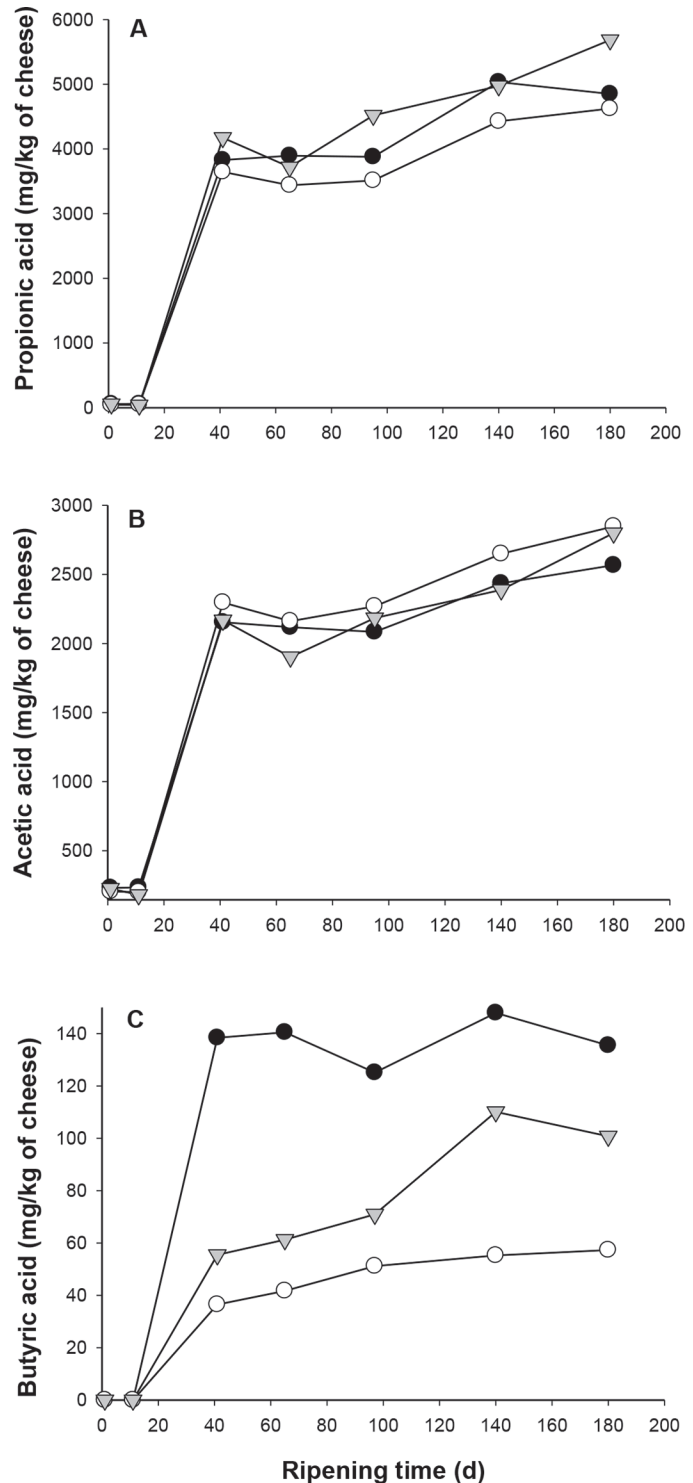 A
Propionic acid (mg/kg of cheese)
6000
5000
4000
3000
2000
1000
0
0 20 40 60 80 100 120 140 160 180 200
B
Acetic acid (mg/kg of cheese)
3000
2500
2000
1500
1000
500
0 20 40 60 80 100 120 140 160 180 200
C
Butyric acid (mg/kg of cheese)
140
120
100
80
60
40
20
0
0 20 40 60 80 100 120 140 160 180 200
Ripening time (d)